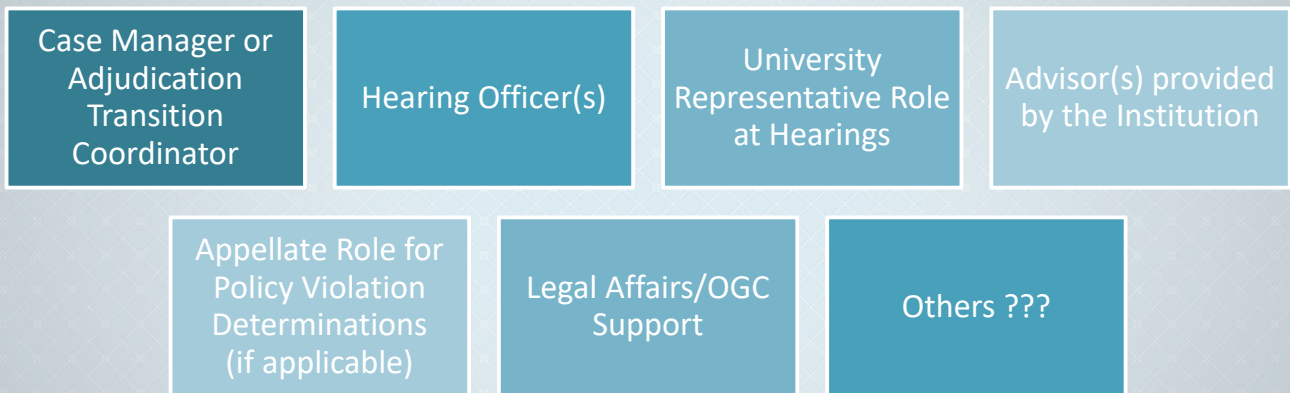 Case Manager or
Adjudication
Transition
Coordinator
Hearing Officer(s)
University
Representative Role
at Hearings
Advisor(s) provided
by the Institution
Appellate Role for
Policy Violation
Determinations
(if applicable)
Legal Affairs/OGC
Support
Others ???